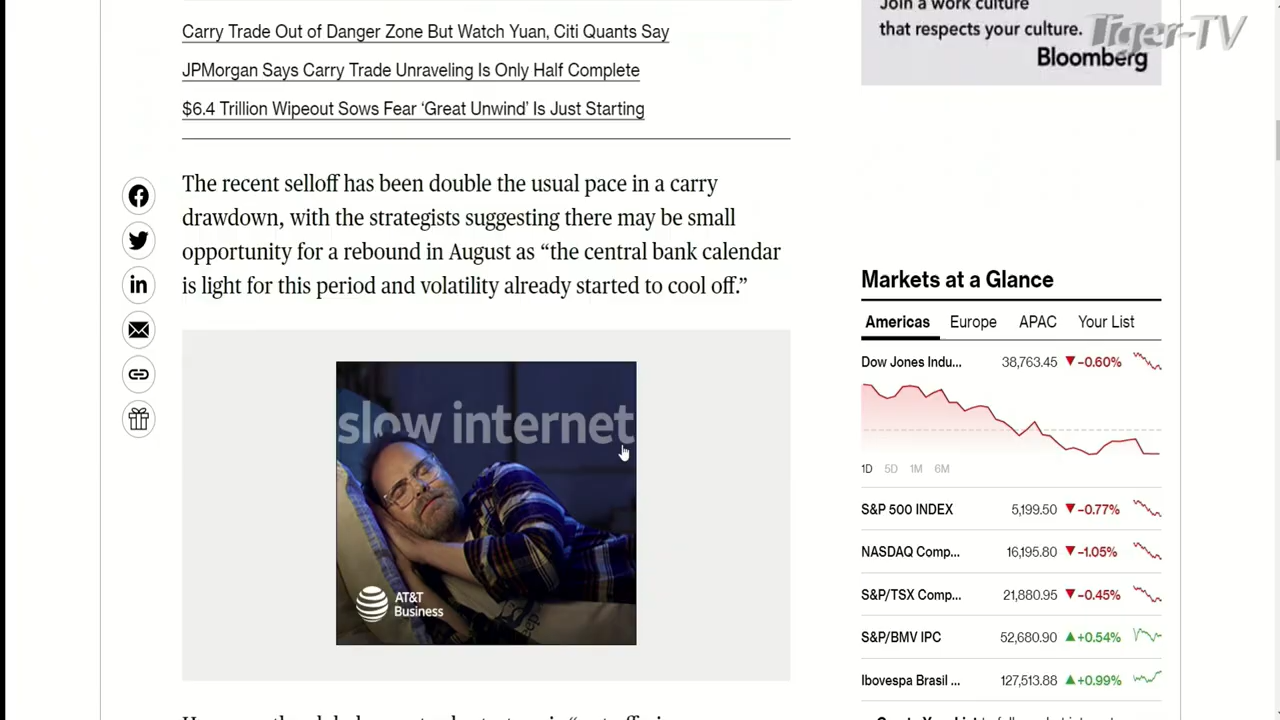 Carry Trade Out of Danger Zone But Watch Yuan, Citi Quants Say
JPMorgan Says Carry Trade Unraveling Is Only Half Complete
$6.4 Trillion Wipeout Sows Fear ‘Great Unwind’ Is Just Starting
The recent selloff has been double the usual pace in a carry
drawdown, with the strategists suggesting there may be small
opportunity for a rebound in August as “the central bank calendar
is light for this period and volatility already started to cool off.”
slow internet
AT&T
Business
Join a work culture
that respects your culture.
Bloomberg
Tiger-TV
Markets at a Glance
Americas Europe APAC Your List
Dow Jones Indu... 38,763.45 ▼ -0.60%
1D 5D 1M 6M
S&P 500 INDEX 5,199.50 ▼ -0.77%
NASDAQ Comp... 16,195.80 ▼ -1.05%
S&P/TSX Comp... 21,880.95 ▼ -0.45%
S&P/BMV IPC 52,680.90 ▲ +0.54%
Ibovespa Brasil ... 127,513.88 ▲ +0.99%